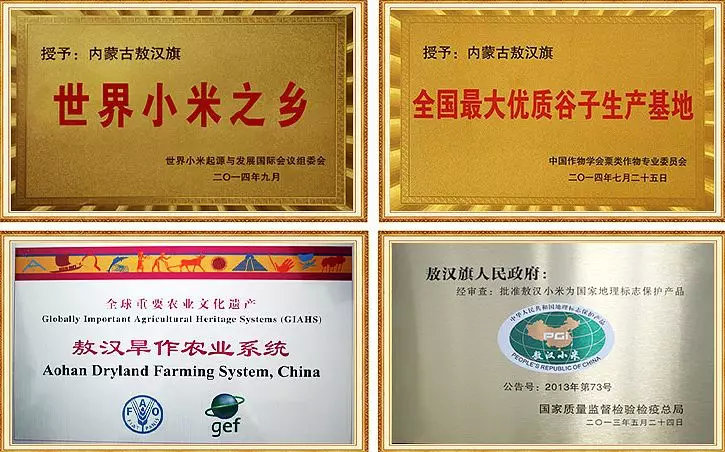 授予：内蒙古敖汉旗
世界小米之乡
世界小米起源与发展国际会议组委会
二〇一四年九月
授予：内蒙古敖汉旗
全国最大优质谷子生产基地
中国作物学会粟类作物专业委员会
二〇一四年七月二十五日
全球重要农业文化遗产
Globally Important Agricultural Heritage Systems (GIAHS)
敖汉旱作农业系统
Aohan Dryland Farming System, China
FAO
FIAT PANIS
gef
敖汉旗人民政府：
经审查：批准敖汉小米为国家地理标志保护产品
中华人民共和国地理标志保护产品
PGI
敖汉小米
PEOPLE'S REPUBLIC OF CHINA
公告号：2013年第73号
国家质量监督检验检疫总局
二〇一三年五月二十四日